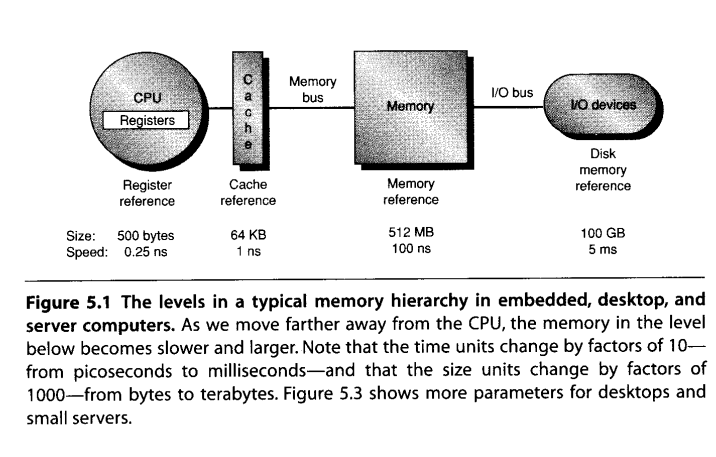 CPU
Registers
Cache
Memory
bus
Memory
I/O bus
I/O devices
Register
reference
Cache
reference
Memory
reference
Disk
memory
reference
Size: 500 bytes 64 KB 512 MB 100 GB
Speed: 0.25 ns 1 ns 100 ns 5 ms
Figure 5.1 The levels in a typical memory hierarchy in embedded, desktop, and
server computers. As we move farther away from the CPU, the memory in the level
below becomes slower and larger. Note that the time units change by factors of 10—
from picoseconds to milliseconds—and that the size units change by factors of
1000—from bytes to terabytes. Figure 5.3 shows more parameters for desktops and
small servers.